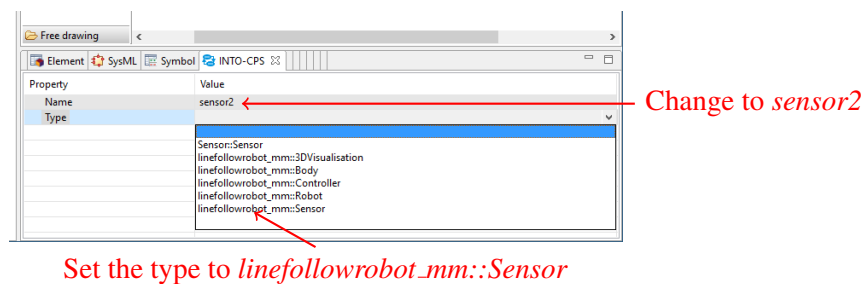 Free drawing
Element SysML Symbol INTO-CPS
Property Value
Name sensor2
Change to sensor2
Type
Sensor::Sensor
linefollowrobot_mm::3DVisualisation
linefollowrobot_mm::Body
linefollowrobot_mm::Controller
linefollowrobot_mm::Robot
linefollowrobot_mm::Sensor
Set the type to linefollowrobot_mm::Sensor